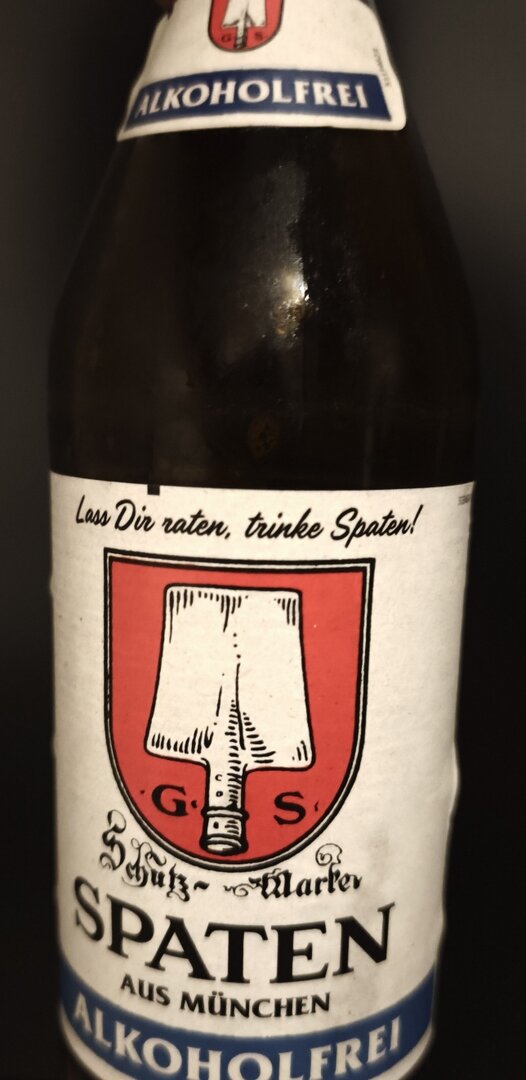 G S
ALKOHOLFREI
Lass Dir raten, trinke Spaten!
G S
Schutz-Marke
SPATEN
AUS MÜNCHEN
ALKOHOLFREI